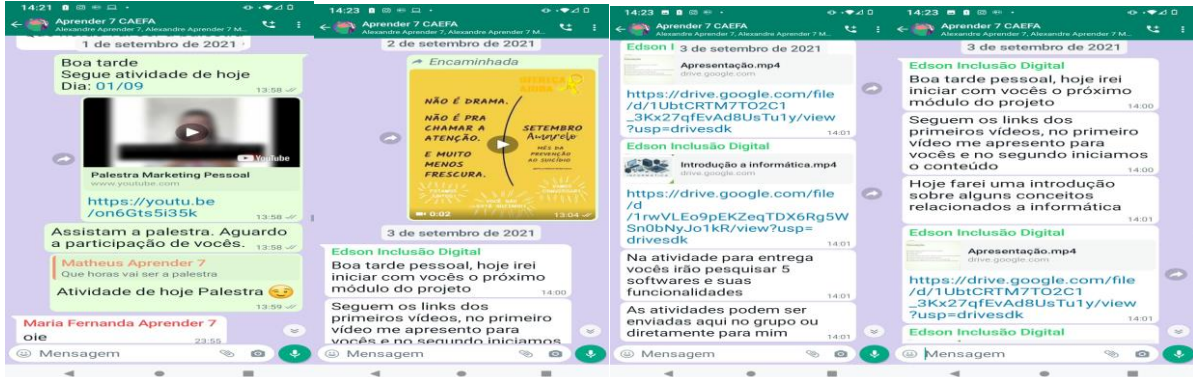 14:21
Aprender 7 CAEFA
Alexandre Aprender 7, Alexandre Aprender 7 M...
1 de setembro de 2021
Boa tarde
Segue atividade de hoje
Dia: 01/09
13:58
YouTube
Palestra Marketing Pessoal
www.youtube.com
https://youtu.be
/on6Gts5i35k
13:58
Assistam a palestra. Aguardo
a participação de vocês.
13:58
Matheus Aprender 7
Que horas vai ser a palestra
Atividade de hoje Palestra 😏
13:59
Maria Fernanda Aprender 7
oie
23:55
Mensagem
14:23
Aprender 7 CAEFA
Alexandre Aprender 7, Alexandre Aprender 7 M...
2 de setembro de 2021
Encaminhada
NÃO É DRAMA.
NÃO É PRA
CHAMAR A
ATENÇÃO.
E MUITO
MENOS
FRESCURA.
SETEMBRO
Amarelo
MÊS DA
PREVENÇÃO
AO SUICÍDIO
0:02
13:04
3 de setembro de 2021
Edson Inclusão Digital
Boa tarde pessoal, hoje irei
iniciar com vocês o próximo
módulo do projeto
14:00
Seguem os links dos
primeiros vídeos, no primeiro
vídeo me apresento para
vocês e no segundo iniciamos
Mensagem
14:23
Aprender 7 CAEFA
Alexandre Aprender 7, Alexandre Aprender 7 M...
Edson I
3 de setembro de 2021
Apresentação.mp4
drive.google.com
https://drive.google.com/file
/d/1UbtCRTM7TO2C1
_3Kx27qfEvAd8UsTu1y/view
?usp=drivesdk
14:01
Edson Inclusão Digital
Introdução a informática.mp4
drive.google.com
https://drive.google.com/file
/d
/1rwVLEo9pEKZeqTDX6Rg5W
Sn0bNyJo1kR/view?usp=
drivesdk
14:01
Na atividade para entrega
vocês irão pesquisar 5
softwares e suas
funcionalidades
14:01
As atividades podem ser
enviadas aqui no grupo ou
diretamente para mim
14:01
Mensagem
14:23
Aprender 7 CAEFA
Alexandre Aprender 7, Alexandre Aprender 7 M...
3 de setembro de 2021
Edson Inclusão Digital
Boa tarde pessoal, hoje irei
iniciar com vocês o próximo
módulo do projeto
14:00
Seguem os links dos
primeiros vídeos, no primeiro
vídeo me apresento para
vocês e no segundo iniciamos
o conteúdo
14:00
Hoje farei uma introdução
sobre alguns conceitos
relacionados a informática
14:01
Edson Inclusão Digital
Apresentação.mp4
drive.google.com
https://drive.google.com/file
/d/1UbtCRTM7TO2C1
_3Kx27qfEvAd8UsTu1y/view
?usp=drivesdk
14:01
Edson Inclusão Digital
Mensagem